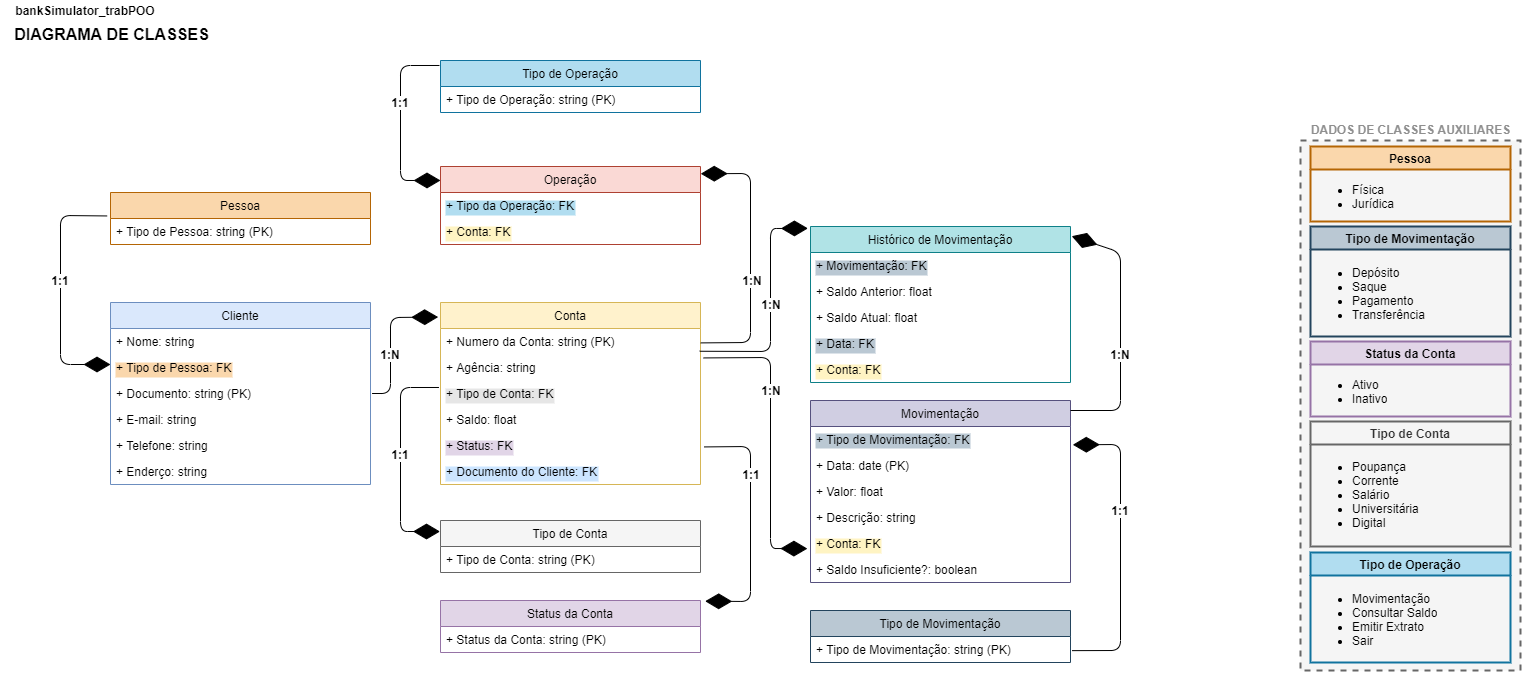 bankSimulator_trabPOO
DIAGRAMA DE CLASSES
Tipo de Operação
+ Tipo de Operação: string (PK)
1:1
Operação
+ Tipo da Operação: FK
+ Conta: FK
Pessoa
+ Tipo de Pessoa: string (PK)
1:1
Cliente
+ Nome: string
+ Tipo de Pessoa: FK
+ Documento: string (PK)
+ E-mail: string
+ Telefone: string
+ Enderço: string
1:N
Conta
+ Numero da Conta: string (PK)
+ Agência: string
+ Tipo de Conta: FK
+ Saldo: float
+ Status: FK
+ Documento do Cliente: FK
1:1
1:1
Tipo de Conta
+ Tipo de Conta: string (PK)
Status da Conta
+ Status da Conta: string (PK)
1:N
1:N
1:N
Histórico de Movimentação
+ Movimentação: FK
+ Saldo Anterior: float
+ Saldo Atual: float
+ Data: FK
+ Conta: FK
1:N
Movimentação
+ Tipo de Movimentação: FK
+ Data: date (PK)
+ Valor: float
+ Descrição: string
+ Conta: FK
+ Saldo Insuficiente?: boolean
1:1
Tipo de Movimentação
+ Tipo de Movimentação: string (PK)
DADOS DE CLASSES AUXILIARES
Pessoa
• Física
• Jurídica
Tipo de Movimentação
• Depósito
• Saque
• Pagamento
• Transferência
Status da Conta
• Ativo
• Inativo
Tipo de Conta
• Poupança
• Corrente
• Salário
• Universitária
• Digital
Tipo de Operação
• Movimentação
• Consultar Saldo
• Emitir Extrato
• Sair